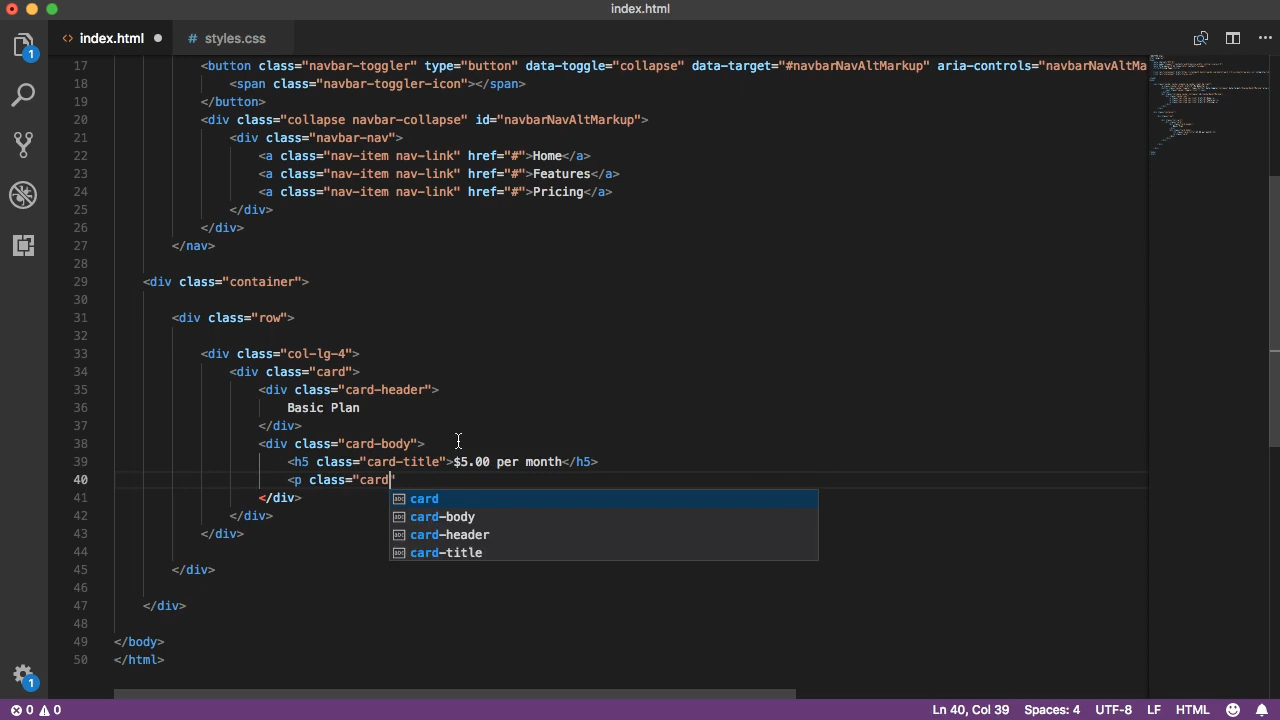 index.html
<> index.html
# styles.css
1
17 <button class="navbar-toggler" type="button" data-toggle="collapse" data-target="#navbarNavAltMarkup" aria-controls="navbarNavAltMa
18 <span class="navbar-toggler-icon"></span>
19 </button>
20 <div class="collapse navbar-collapse" id="navbarNavAltMarkup">
21 <div class="navbar-nav">
22 <a class="nav-item nav-link" href="#">Home</a>
23 <a class="nav-item nav-link" href="#">Features</a>
24 <a class="nav-item nav-link" href="#">Pricing</a>
25 </div>
26 </div>
27 </nav>
28
29 <div class="container">
30
31 <div class="row">
32
33 <div class="col-lg-4">
34 <div class="card">
35 <div class="card-header">
36 Basic Plan
37 </div>
38 <div class="card-body">
39 <h5 class="card-title">$5.00 per month</h5>
40 <p class="card"
41 </div>
42 </div>
43 </div>
44
45 </div>
46
47 </div>
48
49 </body>
50 </html>
abc card
abc card-body
abc card-header
abc card-title
1
0 0 Ln 40, Col 39 Spaces: 4 UTF-8 LF HTML